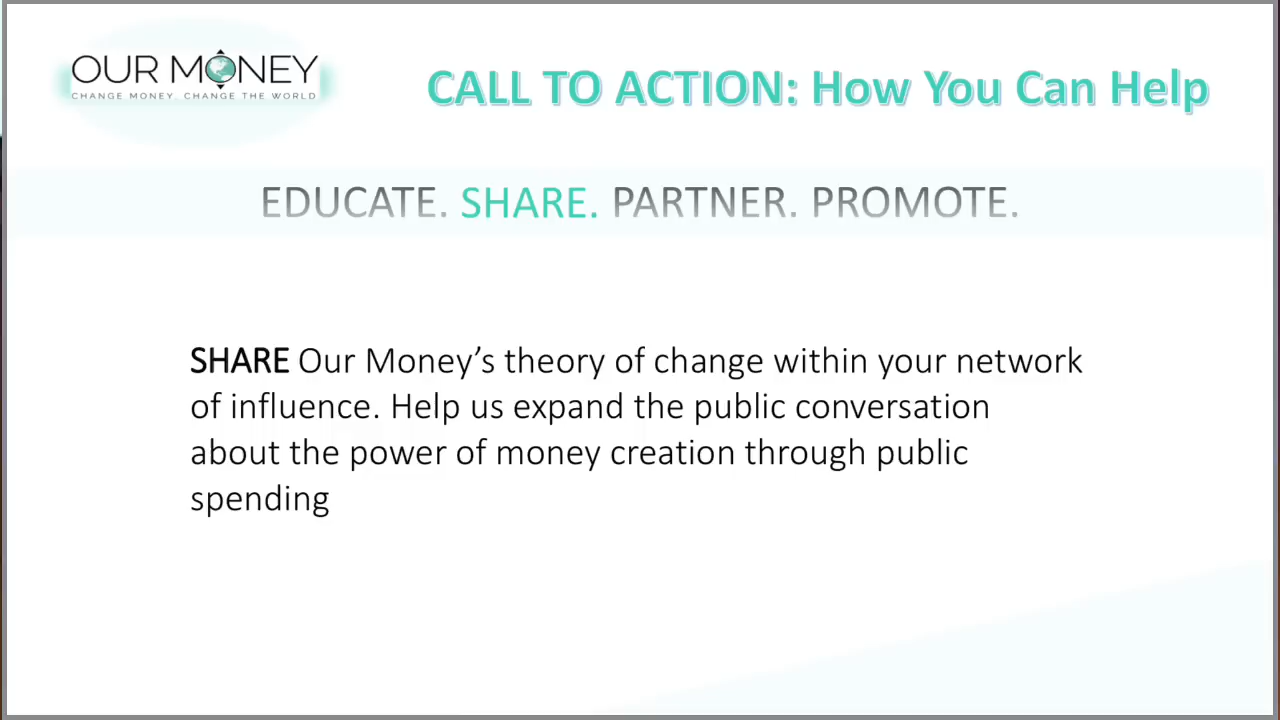 OUR MONEY
CHANGE MONEY. CHANGE THE WORLD
CALL TO ACTION: How You Can Help
EDUCATE. SHARE. PARTNER. PROMOTE.
SHARE Our Money’s theory of change within your network
of influence. Help us expand the public conversation
about the power of money creation through public
spending